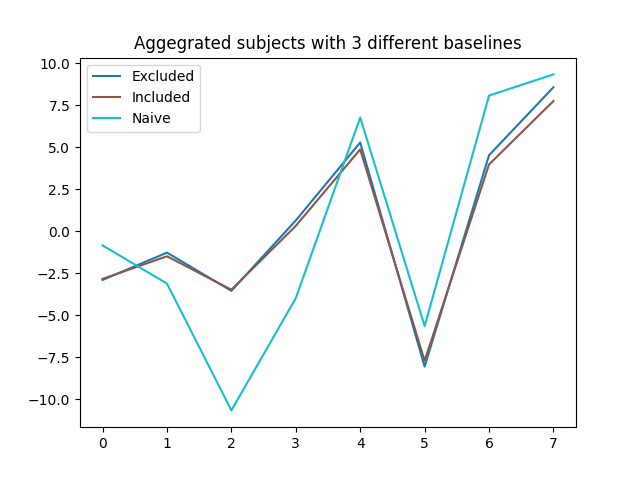 Aggegrated subjects with 3 different baselines
Excluded
Included
Naive
10.0
7.5
5.0
2.5
0.0
−2.5
−5.0
−7.5
−10.0
0 1 2 3 4 5 6 7